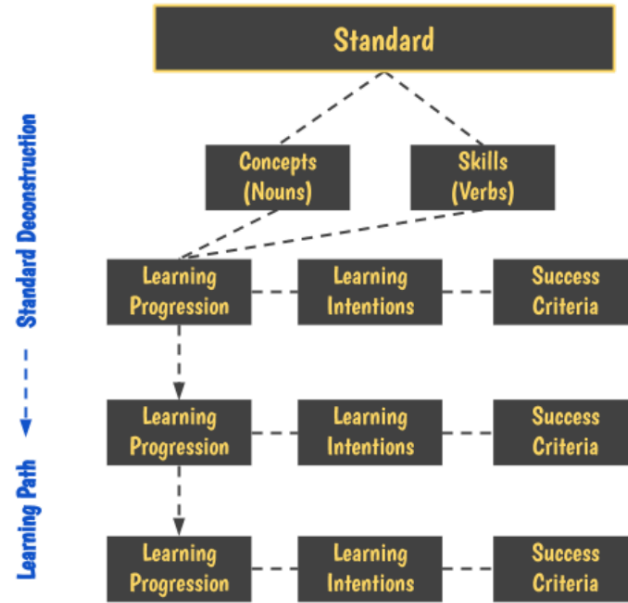 Standard
Concepts
(Nouns)
Skills
(Verbs)
Standard Deconstruction
Learning
Progression
Learning
Intentions
Success
Criteria
Learning
Progression
Learning
Intentions
Success
Criteria
Learning Path
Learning
Progression
Learning
Intentions
Success
Criteria